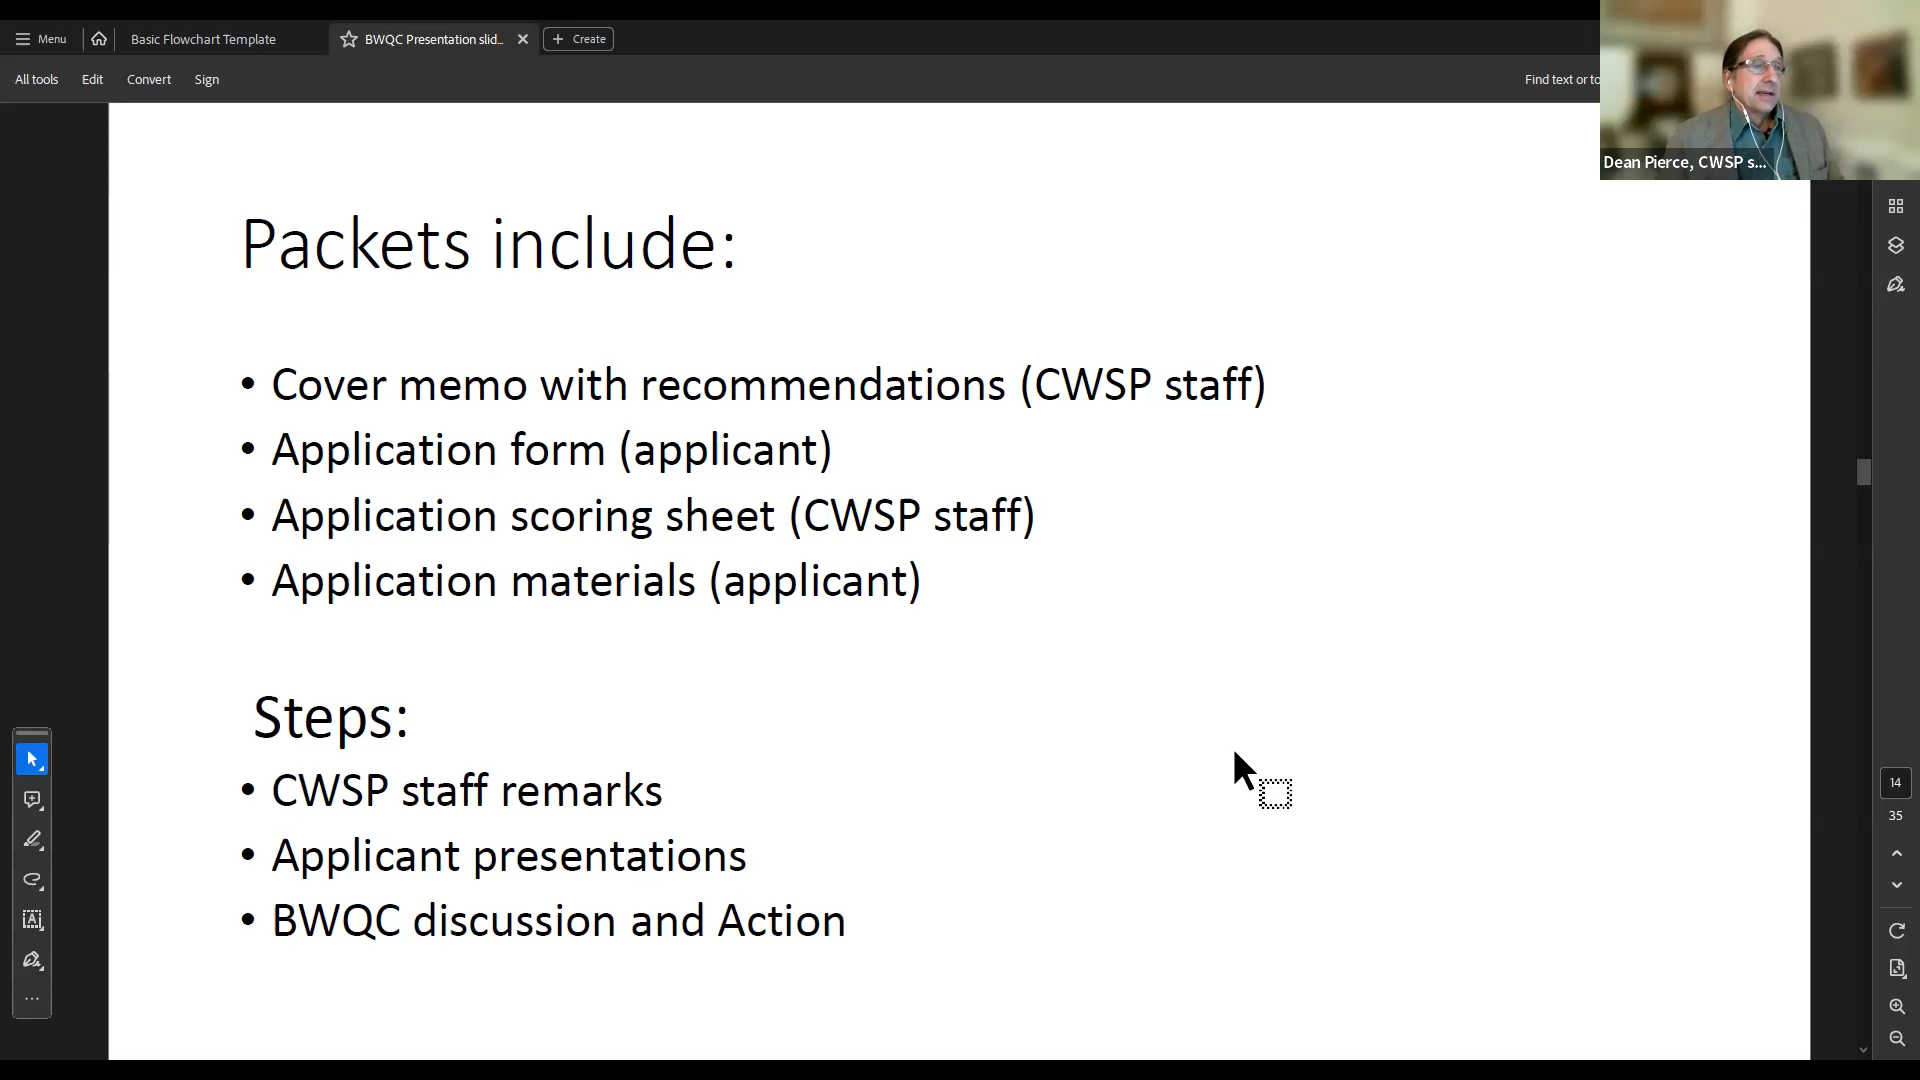 Menu
Basic Flowchart Template
BWQC Presentation slid...
Create
All tools
Edit
Convert
Sign
Find text or to
Dean Pierce, CWSP s...
Packets include:
• Cover memo with recommendations (CWSP staff)
• Application form (applicant)
• Application scoring sheet (CWSP staff)
• Application materials (applicant)
Steps:
• CWSP staff remarks
• Applicant presentations
• BWQC discussion and Action
14
35